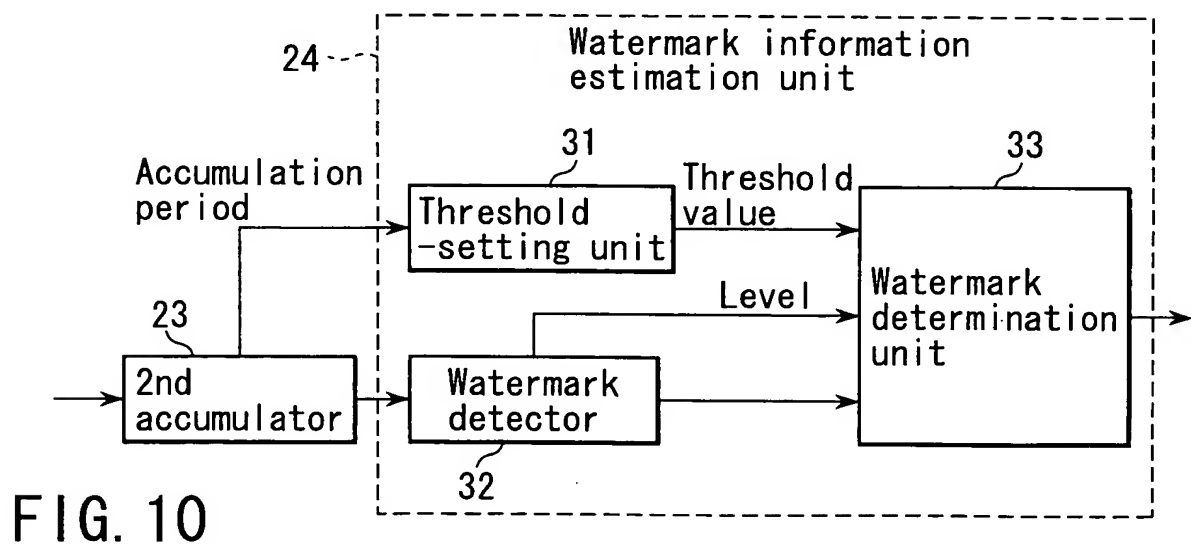 24
Watermark information
estimation unit
Accumulation
period
31
Threshold
-setting unit
Threshold
value
33
Level
Watermark
determination
unit
23
2nd
accumulator
Watermark
detector
32
FIG. 10